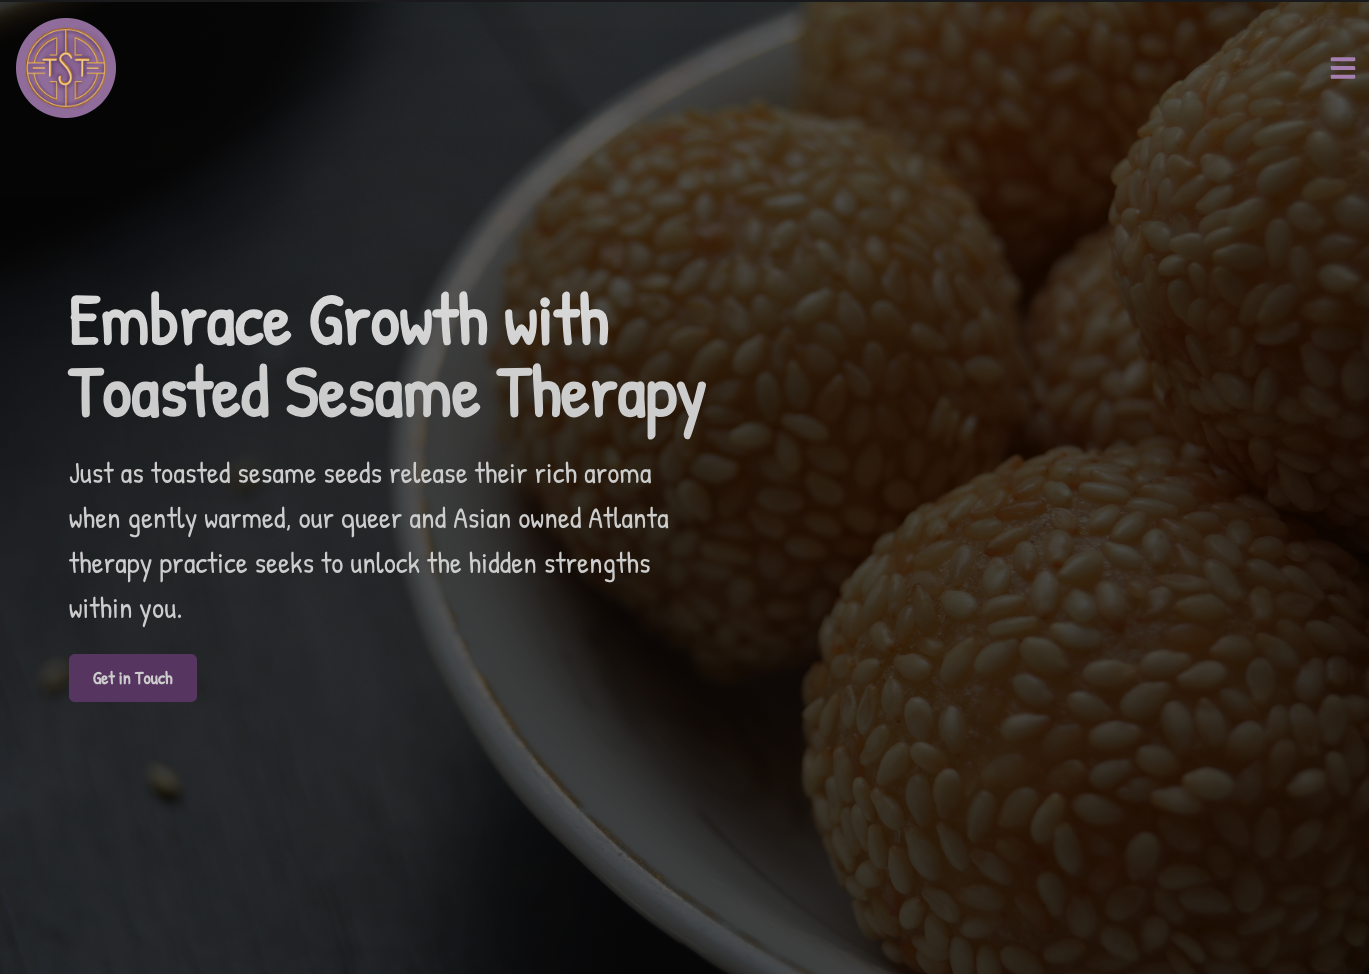 TST
Embrace Growth with
Toasted Sesame Therapy
Just as toasted sesame seeds release their rich aroma
when gently warmed, our queer and Asian owned Atlanta
therapy practice seeks to unlock the hidden strengths
within you.
Get in Touch